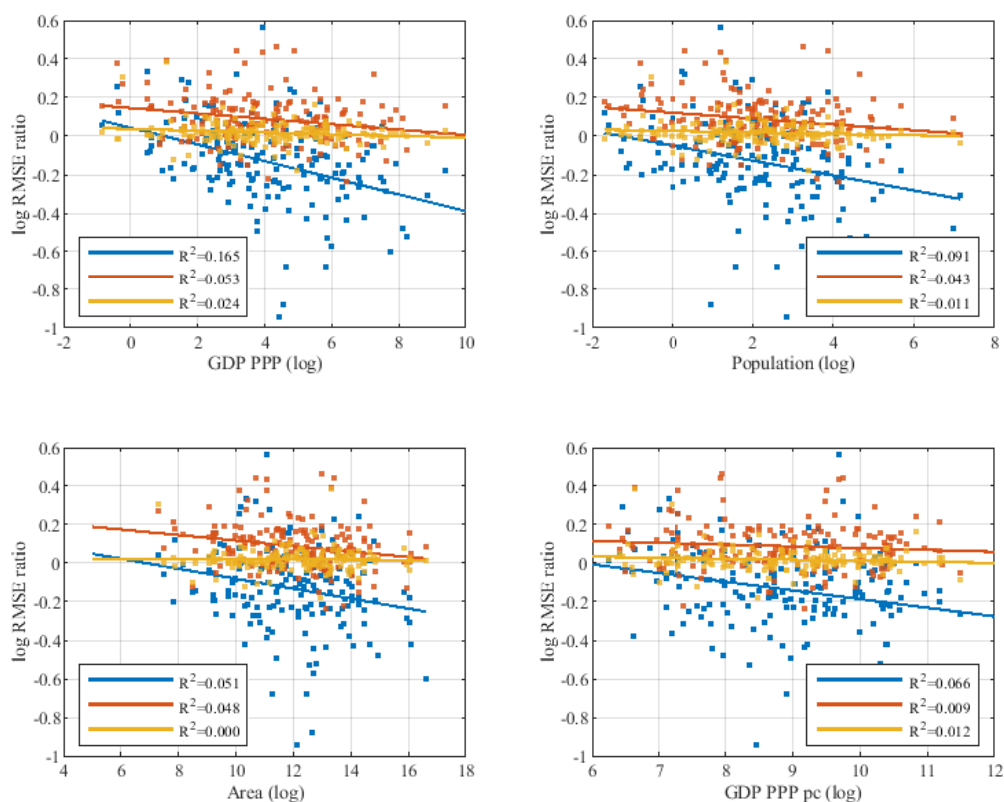 0.6
0.4
0.2
0
-0.2
-0.4
-0.6
-0.8
-1
log RMSE ratio
R²=0.165
R²=0.053
R²=0.024
-2 0 2 4 6 8 10
GDP PPP (log)
0.6
0.4
0.2
0
-0.2
-0.4
-0.6
-0.8
-1
log RMSE ratio
R²=0.091
R²=0.043
R²=0.011
-2 0 2 4 6 8
Population (log)
0.6
0.4
0.2
0
-0.2
-0.4
-0.6
-0.8
-1
log RMSE ratio
R²=0.051
R²=0.048
R²=0.000
4 6 8 10 12 14 16 18
Area (log)
0.6
0.4
0.2
0
-0.2
-0.4
-0.6
-0.8
-1
log RMSE ratio
R²=0.066
R²=0.009
R²=0.012
6 7 8 9 10 11 12
GDP PPP pc (log)